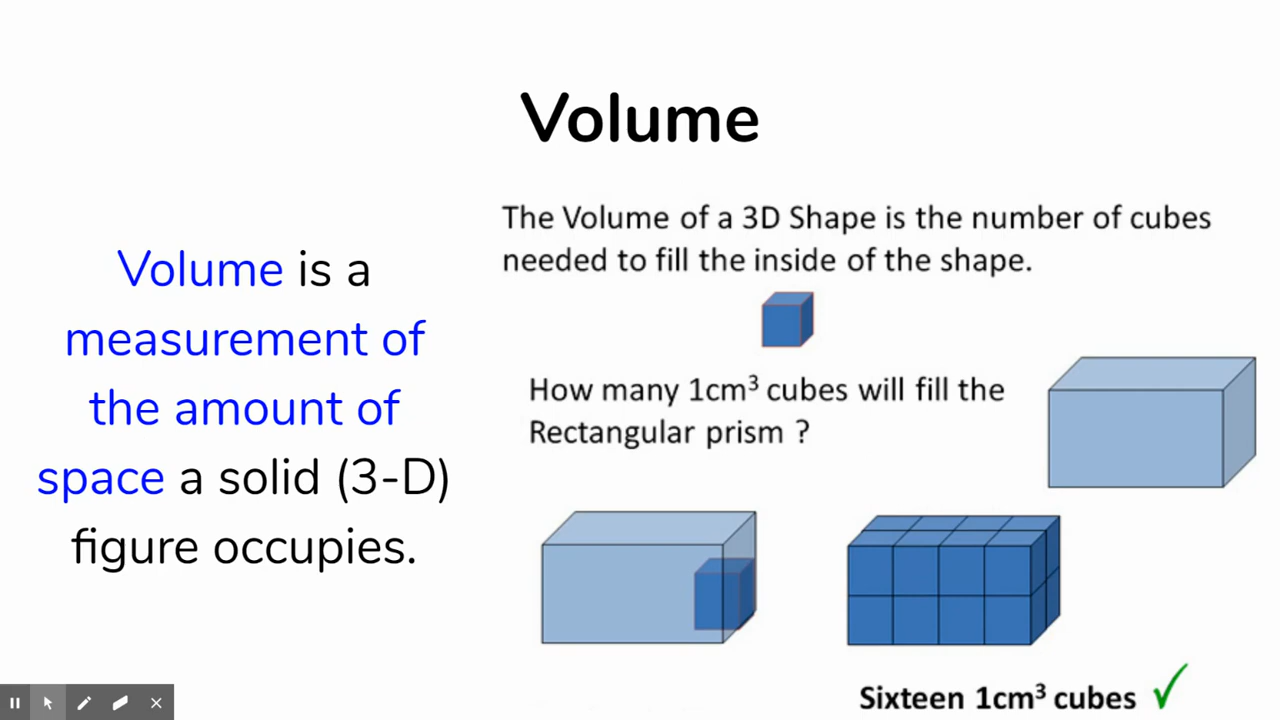 Volume
Volume is a
measurement of
the amount of
space a solid (3-D)
figure occupies.
The Volume of a 3D Shape is the number of cubes
needed to fill the inside of the shape.
How many 1cm³ cubes will fill the
Rectangular prism ?
Sixteen 1cm³ cubes